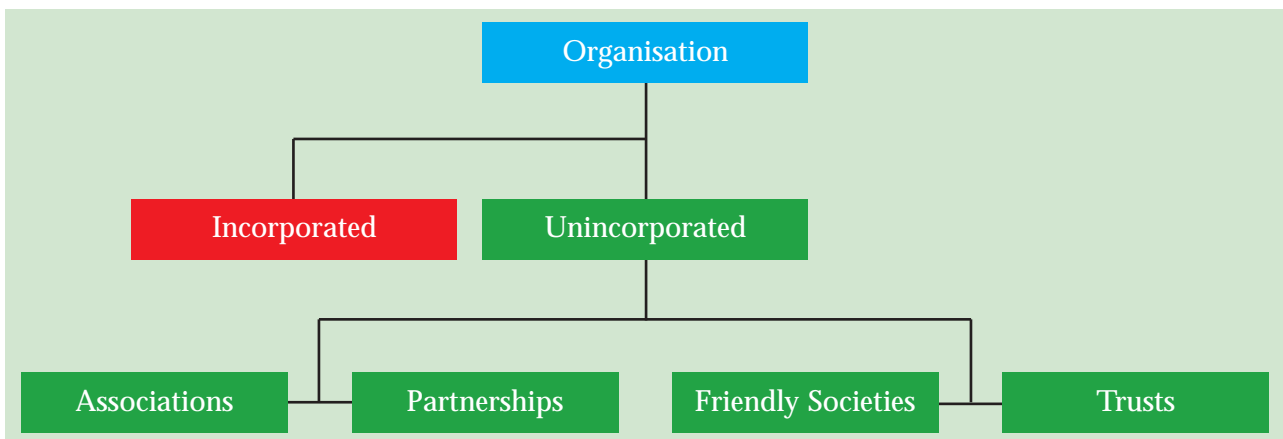 Organisation
Incorporated
Unincorporated
Associations
Partnerships
Friendly Societies
Trusts